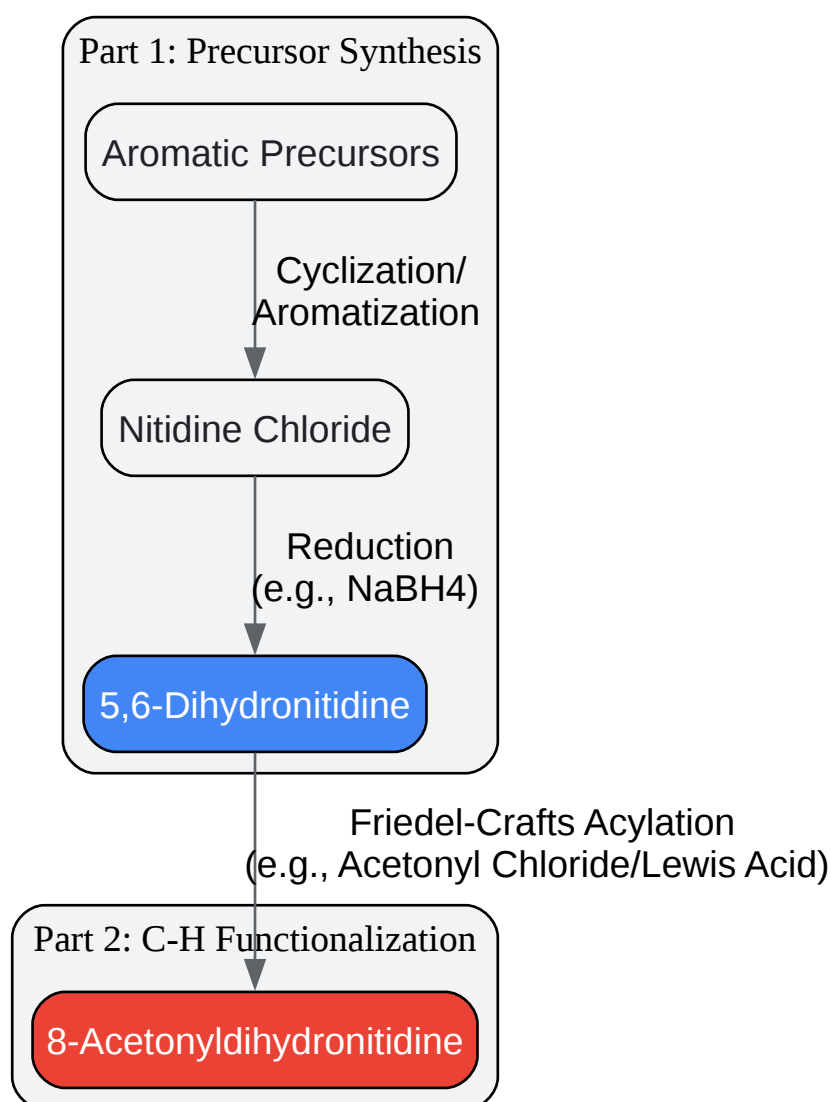 Part 1: Precursor Synthesis
Aromatic Precursors
Cyclization/
Aromatization
Nitidine Chloride
Reduction
(e.g., NaBH4)
5,6-Dihydronitidine
Friedel-Crafts Acylation
(e.g., Acetonyl Chloride/Lewis Acid)
Part 2: C-H Functionalization
8-Acetonyldihydronitidine